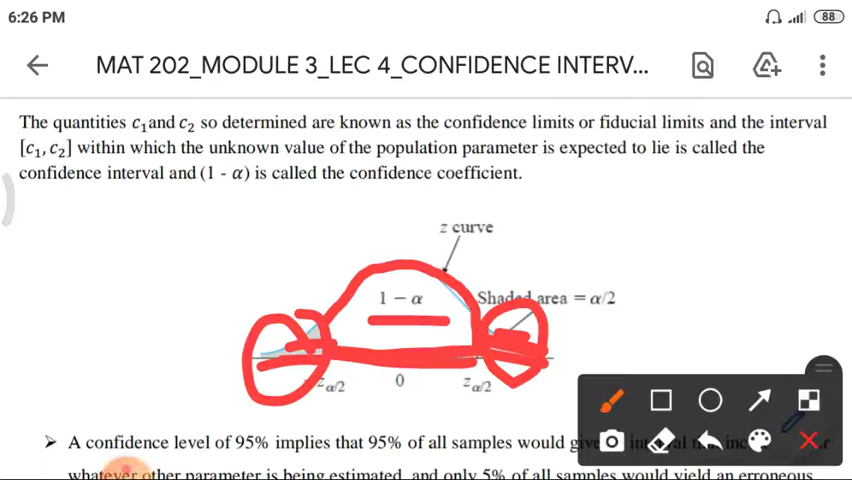 6:26 PM
88
MAT 202_MODULE 3_LEC 4_CONFIDENCE INTERV...
The quantities c₁and c₂ so determined are known as the confidence limits or fiducial limits and the interval
[c₁, c₂] within which the unknown value of the population parameter is expected to lie is called the
confidence interval and (1 - α) is called the confidence coefficient.
z curve
1 − α
Shaded area = α/2
z α/2
0
z α/2
➤ A confidence level of 95% implies that 95% of all samples would
whatever other parameter is being estimated, and only 5% of all samples would yield an erroneous